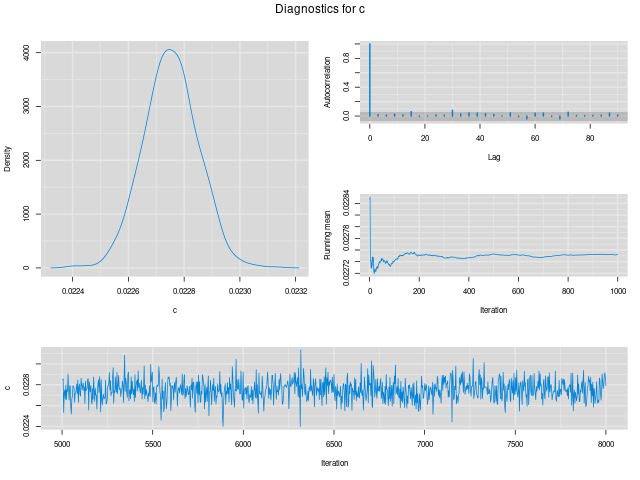 Diagnostics for c
Density
4000
3000
2000
1000
0
0.0224 0.0226 0.0228 0.0230 0.0232
c
Autocorrelation
0.8
0.4
0.0
0 20 40 60 80
Lag
Running mean
0.02284
0.02278
0.02272
0 200 400 600 800 1000
Iteration
c
0.0228
0.0224
5000 5500 6000 6500 7000 7500 8000
Iteration